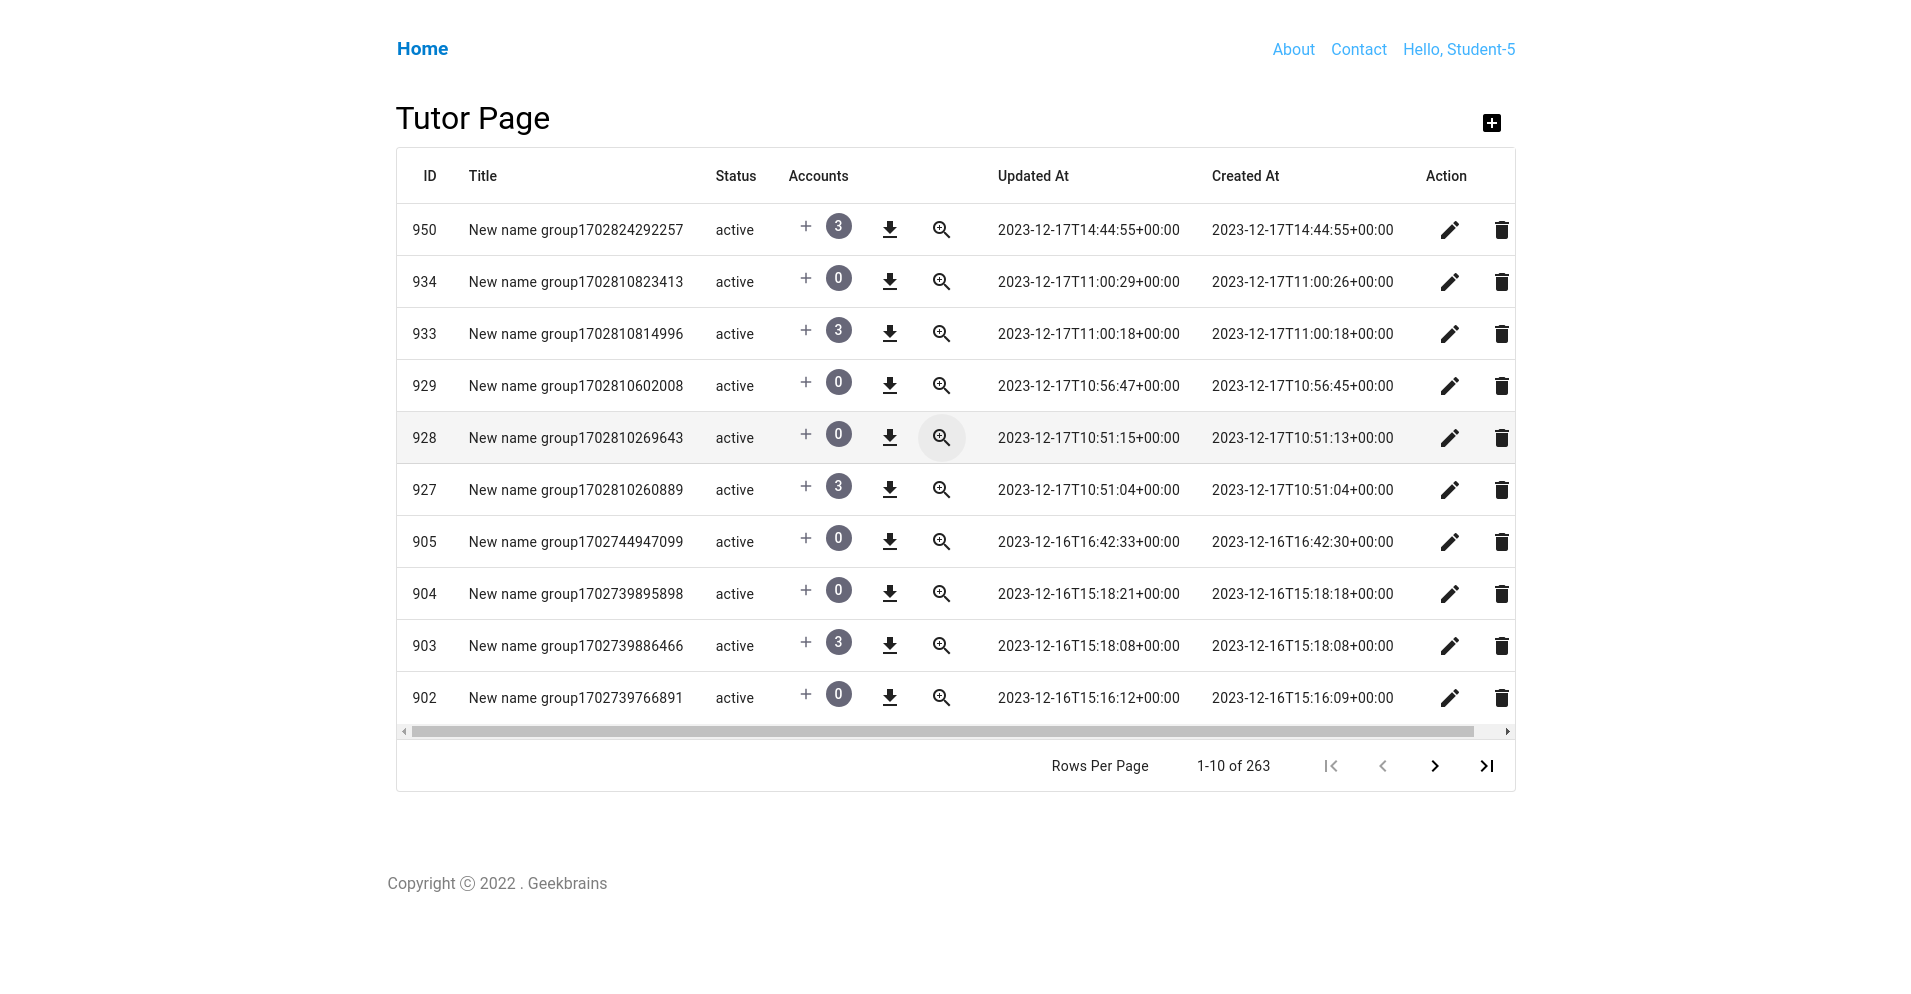 Home About Contact Hello, Student-5
Tutor Page
ID Title Status Accounts Updated At Created At Action
950 New name group1702824292257 active + 3 2023-12-17T14:44:55+00:00 2023-12-17T14:44:55+00:00
934 New name group1702810823413 active + 0 2023-12-17T11:00:29+00:00 2023-12-17T11:00:26+00:00
933 New name group1702810814996 active + 3 2023-12-17T11:00:18+00:00 2023-12-17T11:00:18+00:00
929 New name group1702810602008 active + 0 2023-12-17T10:56:47+00:00 2023-12-17T10:56:45+00:00
928 New name group1702810269643 active + 0 2023-12-17T10:51:15+00:00 2023-12-17T10:51:13+00:00
927 New name group1702810260889 active + 3 2023-12-17T10:51:04+00:00 2023-12-17T10:51:04+00:00
905 New name group1702744947099 active + 0 2023-12-16T16:42:33+00:00 2023-12-16T16:42:30+00:00
904 New name group1702739895898 active + 0 2023-12-16T15:18:21+00:00 2023-12-16T15:18:18+00:00
903 New name group1702739886466 active + 3 2023-12-16T15:18:08+00:00 2023-12-16T15:18:08+00:00
902 New name group1702739766891 active + 0 2023-12-16T15:16:12+00:00 2023-12-16T15:16:09+00:00
Rows Per Page 1-10 of 263
Copyright ⓒ 2022 . Geekbrains